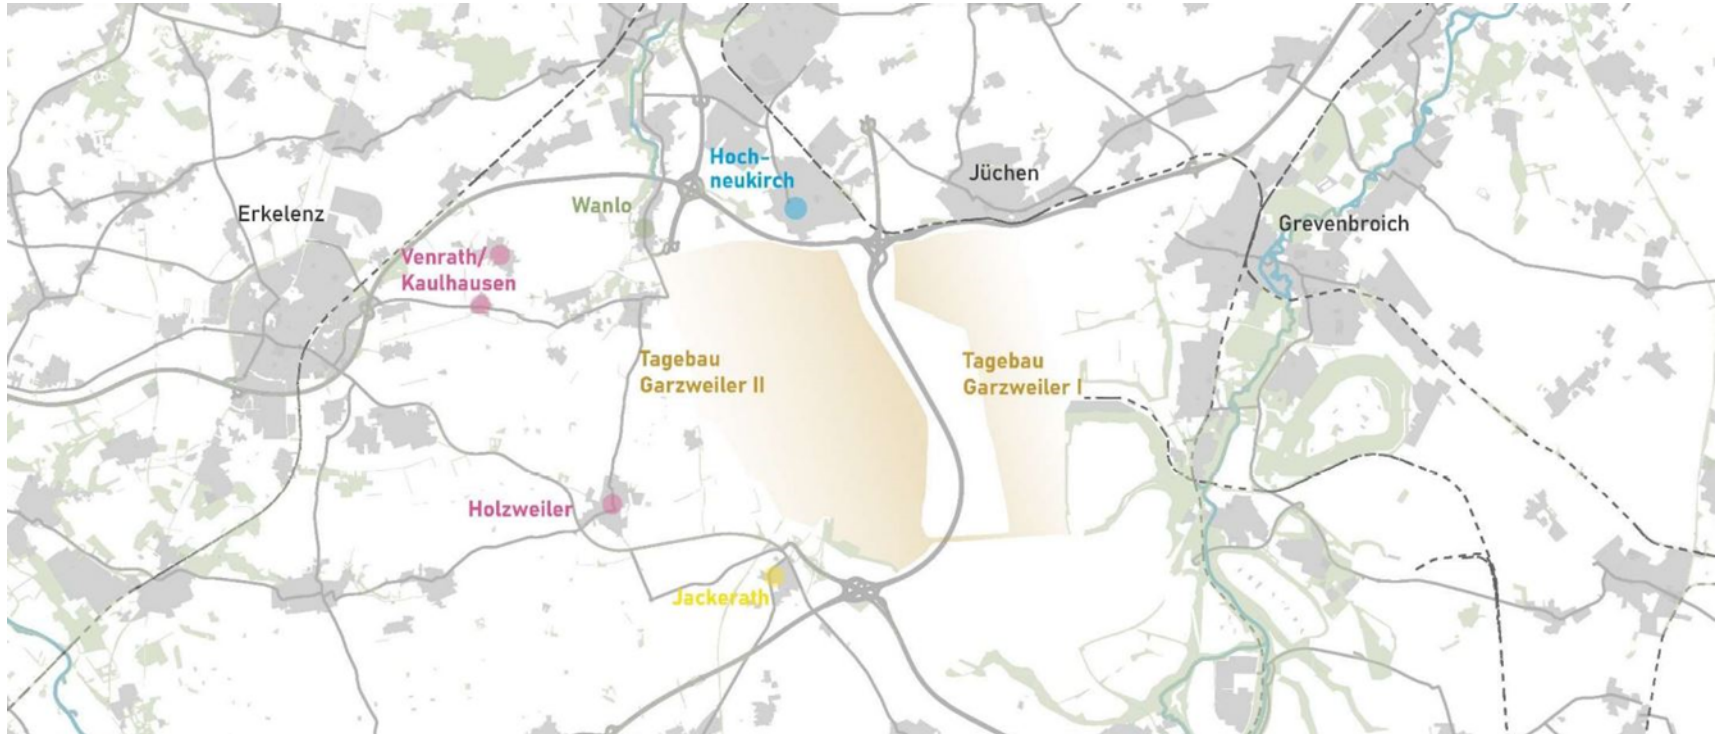 Hoch-
neukirch
Jüchen
Wanlo
Erkelenz
Grevenbroich
Venrath/
Kaulhausen
Tagebau
Garzweiler II
Tagebau
Garzweiler I
Holzweiler
Jackerath